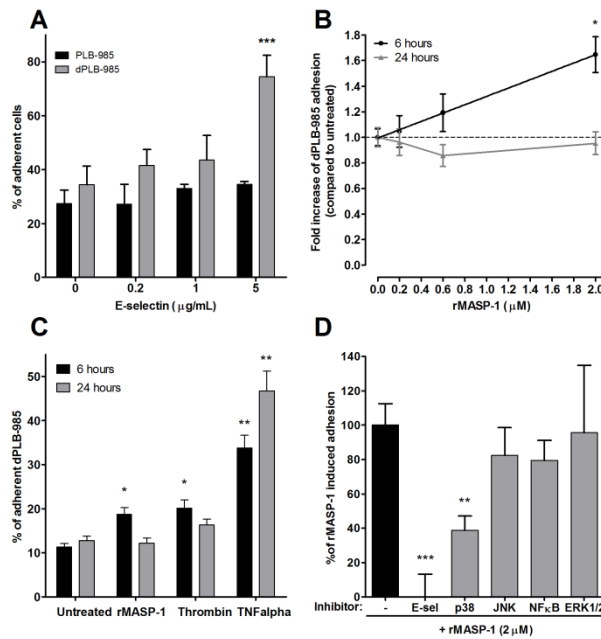 A
PLB-985
dPLB-985
***
% of adherent cells
80
60
40
20
0
0 0.2 1 5
E-selectin ( μg/mL)
B
6 hours
24 hours
*
Fold increase of dPLB-985 adhesion
(compared to untreated)
1.8
1.6
1.4
1.2
1.0
0.8
0.6
0.4
0.2
0.0
0.0 0.2 0.4 0.6 0.8 1.0 1.2 1.4 1.6 1.8 2.0
rMASP-1 ( μM)
C
6 hours
24 hours
% of adherent dPLB-985
50
40
30
20
10
0
* * ** **
Untreated rMASP-1 Thrombin TNFalpha
D
%of rMASP-1 induced adhesion
140
120
100
80
60
40
20
0
*** **
Inhibitor: - E-sel p38 JNK NFκB ERK1/2
+ rMASP-1 (2 μM)